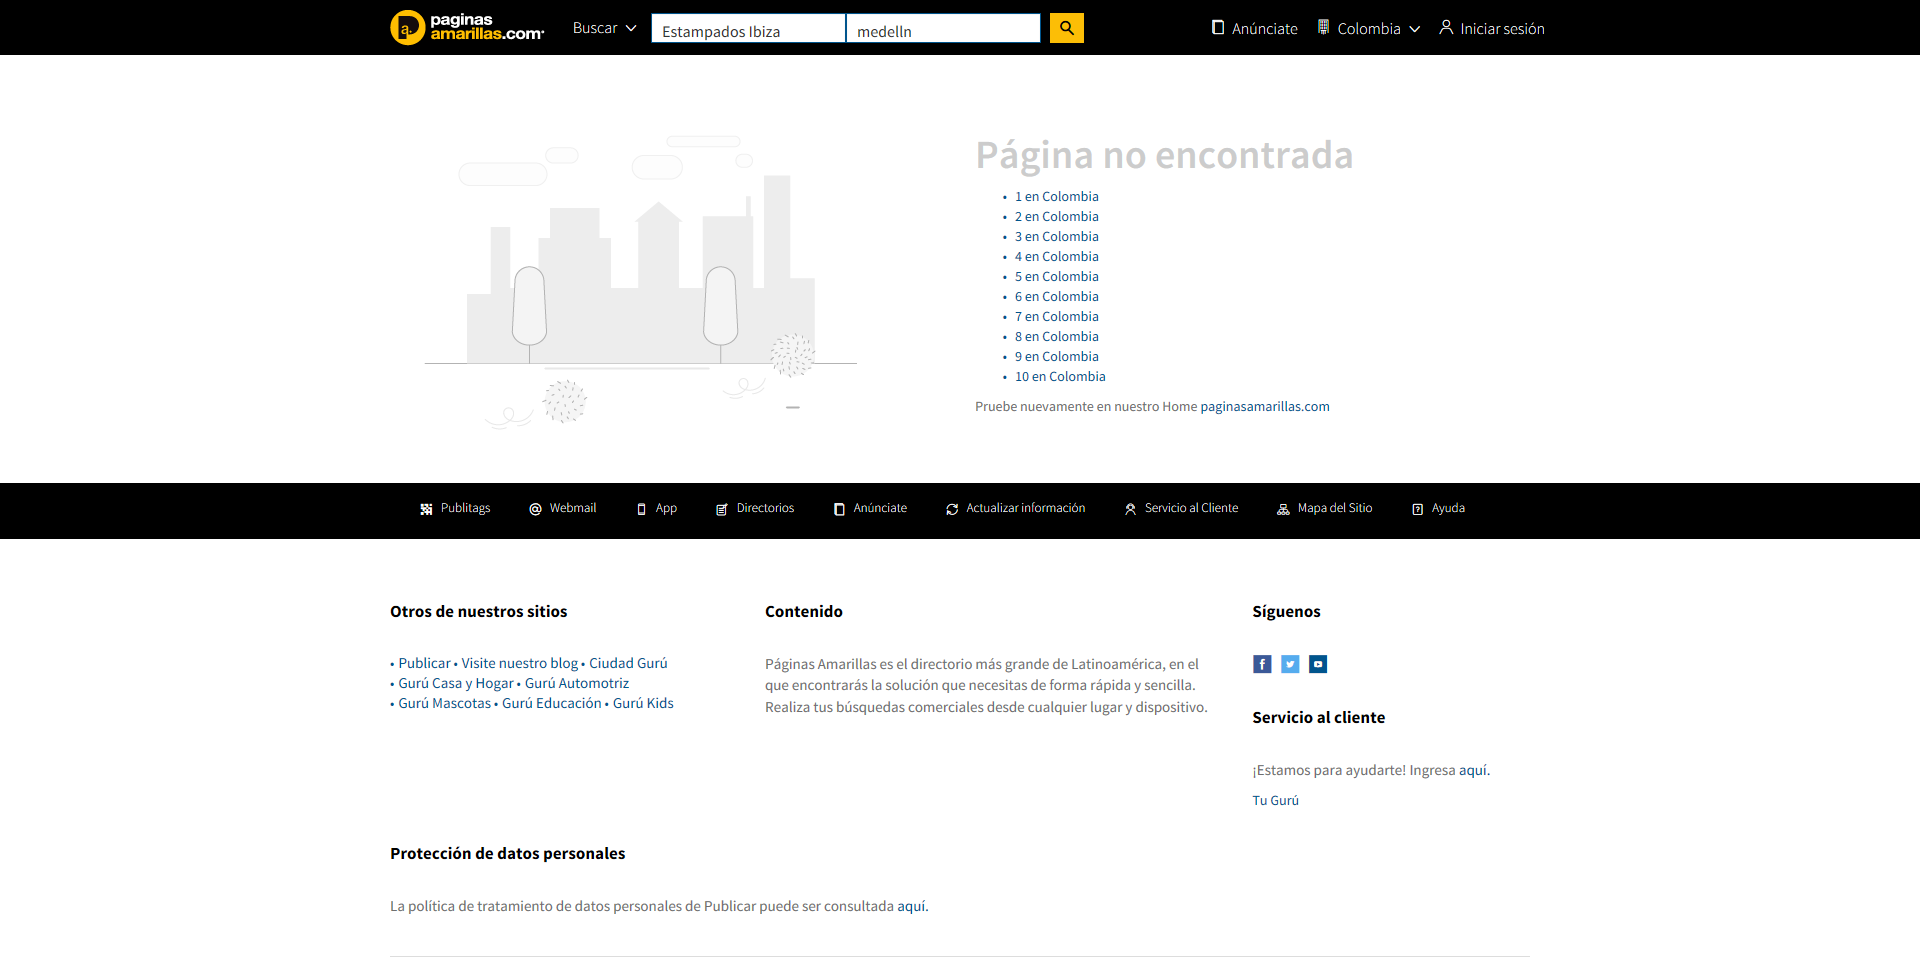 paginas
amarillas.com
Buscar
Estampados Ibiza
medelln
Anúnciate
Colombia
Iniciar sesión
Página no encontrada
• 1 en Colombia
• 2 en Colombia
• 3 en Colombia
• 4 en Colombia
• 5 en Colombia
• 6 en Colombia
• 7 en Colombia
• 8 en Colombia
• 9 en Colombia
• 10 en Colombia
Pruebe nuevamente en nuestro Home paginasamarillas.com
Publitags
Webmail
App
Directorios
Anúnciate
Actualizar información
Servicio al Cliente
Mapa del Sitio
Ayuda
Otros de nuestros sitios
• Publicar • Visite nuestro blog • Ciudad Gurú
• Gurú Casa y Hogar • Gurú Automotriz
• Gurú Mascotas • Gurú Educación • Gurú Kids
Contenido
Páginas Amarillas es el directorio más grande de Latinoamérica, en el
que encontrarás la solución que necesitas de forma rápida y sencilla.
Realiza tus búsquedas comerciales desde cualquier lugar y dispositivo.
Síguenos
Servicio al cliente
¡Estamos para ayudarte! Ingresa aquí.
Tu Gurú
Protección de datos personales
La política de tratamiento de datos personales de Publicar puede ser consultada aquí.